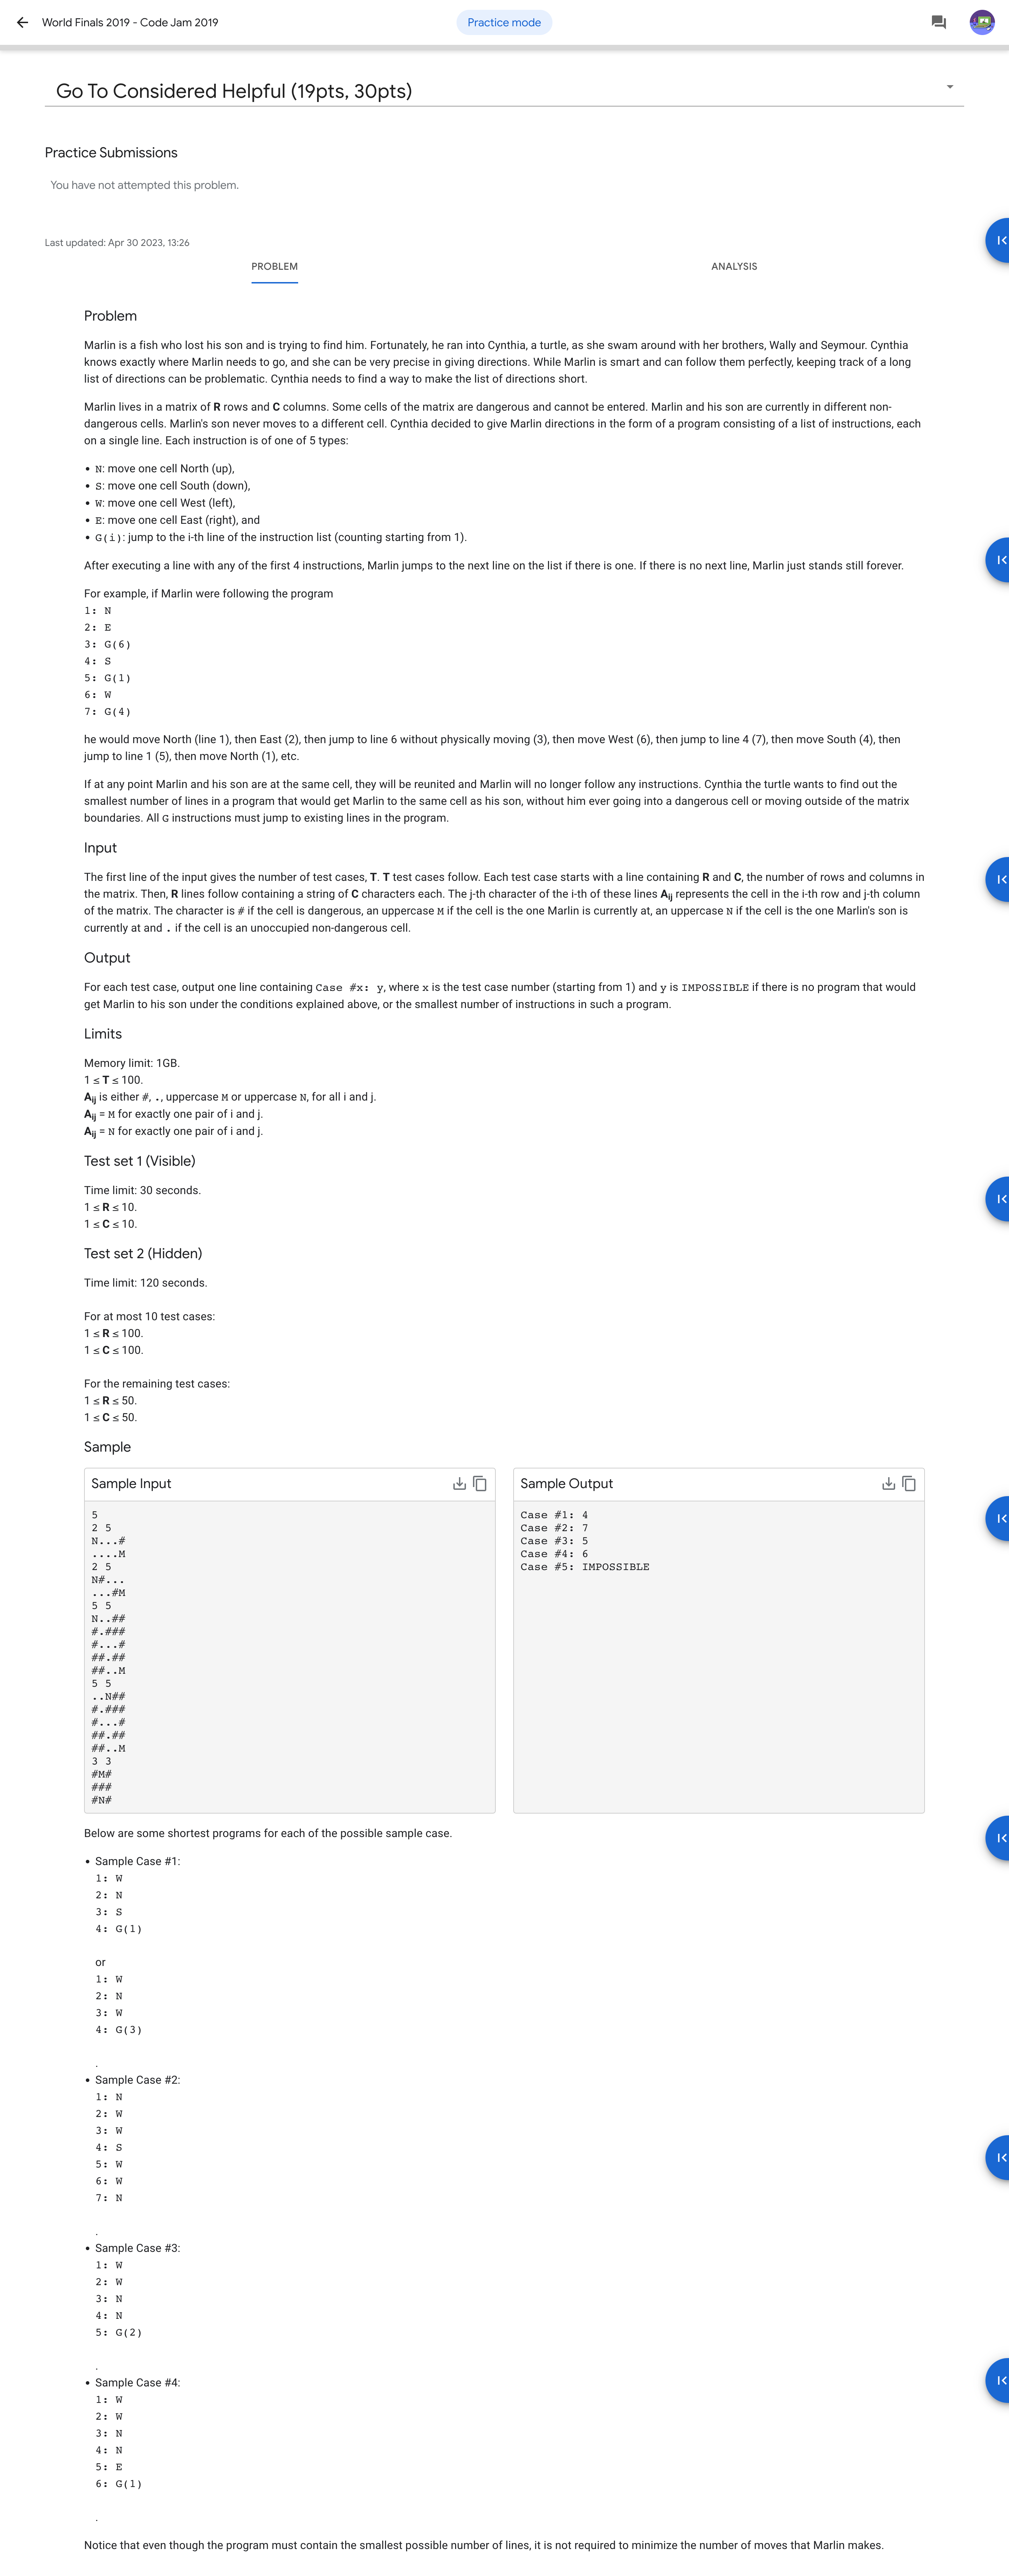 World Finals 2019 - Code Jam 2019
Practice mode
Go To Considered Helpful (19pts, 30pts)
Practice Submissions
You have not attempted this problem.
Last updated: Apr 30 2023, 13:26
PROBLEM
ANALYSIS
Problem
Marlin is a fish who lost his son and is trying to find him. Fortunately, he ran into Cynthia, a turtle, as she swam around with her brothers, Wally and Seymour. Cynthia
knows exactly where Marlin needs to go, and she can be very precise in giving directions. While Marlin is smart and can follow them perfectly, keeping track of a long
list of directions can be problematic. Cynthia needs to find a way to make the list of directions short.
Marlin lives in a matrix of R rows and C columns. Some cells of the matrix are dangerous and cannot be entered. Marlin and his son are currently in different non-
dangerous cells. Marlin's son never moves to a different cell. Cynthia decided to give Marlin directions in the form of a program consisting of a list of instructions, each
on a single line. Each instruction is of one of 5 types:
• N: move one cell North (up),
• S: move one cell South (down),
• W: move one cell West (left),
• E: move one cell East (right), and
• G(i): jump to the i-th line of the instruction list (counting starting from 1).
After executing a line with any of the first 4 instructions, Marlin jumps to the next line on the list if there is one. If there is no next line, Marlin just stands still forever.
For example, if Marlin were following the program
1: N
2: E
3: G(6)
4: S
5: G(1)
6: W
7: G(4)
he would move North (line 1), then East (2), then jump to line 6 without physically moving (3), then move West (6), then jump to line 4 (7), then move South (4), then
jump to line 1 (5), then move North (1), etc.
If at any point Marlin and his son are at the same cell, they will be reunited and Marlin will no longer follow any instructions. Cynthia the turtle wants to find out the
smallest number of lines in a program that would get Marlin to the same cell as his son, without him ever going into a dangerous cell or moving outside of the matrix
boundaries. All G instructions must jump to existing lines in the program.
Input
The first line of the input gives the number of test cases, T. T test cases follow. Each test case starts with a line containing R and C, the number of rows and columns in
the matrix. Then, R lines follow containing a string of C characters each. The j-th character of the i-th of these lines Aij represents the cell in the i-th row and j-th column
of the matrix. The character is # if the cell is dangerous, an uppercase M if the cell is the one Marlin is currently at, an uppercase N if the cell is the one Marlin's son is
currently at and . if the cell is an unoccupied non-dangerous cell.
Output
For each test case, output one line containing Case #x: y, where x is the test case number (starting from 1) and y is IMPOSSIBLE if there is no program that would
get Marlin to his son under the conditions explained above, or the smallest number of instructions in such a program.
Limits
Memory limit: 1GB.
1 ≤ T ≤ 100.
Aij is either #, ., uppercase M or uppercase N, for all i and j.
Aij = M for exactly one pair of i and j.
Aij = N for exactly one pair of i and j.
Test set 1 (Visible)
Time limit: 30 seconds.
1 ≤ R ≤ 10.
1 ≤ C ≤ 10.
Test set 2 (Hidden)
Time limit: 120 seconds.
For at most 10 test cases:
1 ≤ R ≤ 100.
1 ≤ C ≤ 100.
For the remaining test cases:
1 ≤ R ≤ 50.
1 ≤ C ≤ 50.
Sample
Sample Input
5
2 5
N...#
....M
2 5
N#...
...#M
5 5
N..##
#.###
#...#
##.##
##..M
5 5
..N##
#.###
#...#
##.##
##..M
3 3
#M#
###
#N#
Sample Output
Case #1: 4
Case #2: 7
Case #3: 5
Case #4: 6
Case #5: IMPOSSIBLE
Below are some shortest programs for each of the possible sample case.
• Sample Case #1:
1: W
2: N
3: S
4: G(1)
or
1: W
2: N
3: W
4: G(3)
.
• Sample Case #2:
1: N
2: W
3: W
4: S
5: W
6: W
7: N
.
• Sample Case #3:
1: W
2: W
3: N
4: N
5: G(2)
.
• Sample Case #4:
1: W
2: W
3: N
4: N
5: E
6: G(1)
.
Notice that even though the program must contain the smallest possible number of lines, it is not required to minimize the number of moves that Marlin makes.